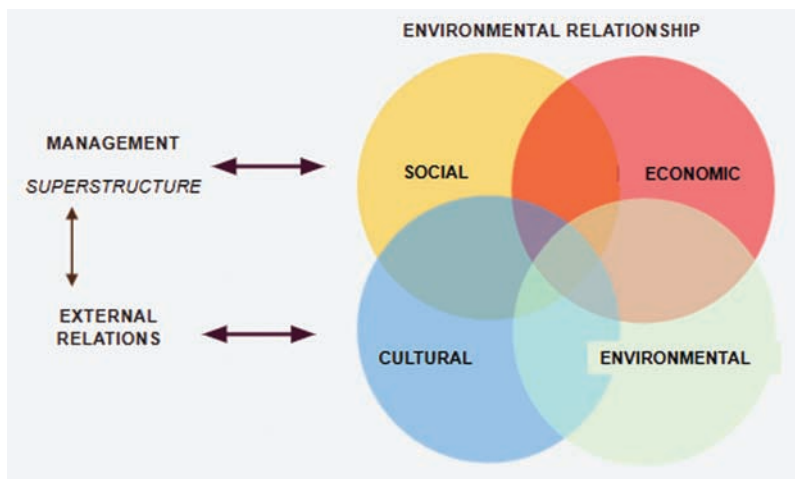 ENVIRONMENTAL RELATIONSHIP
MANAGEMENT
SUPERSTRUCTURE
EXTERNAL
RELATIONS
SOCIAL
ECONOMIC
CULTURAL
ENVIRONMENTAL